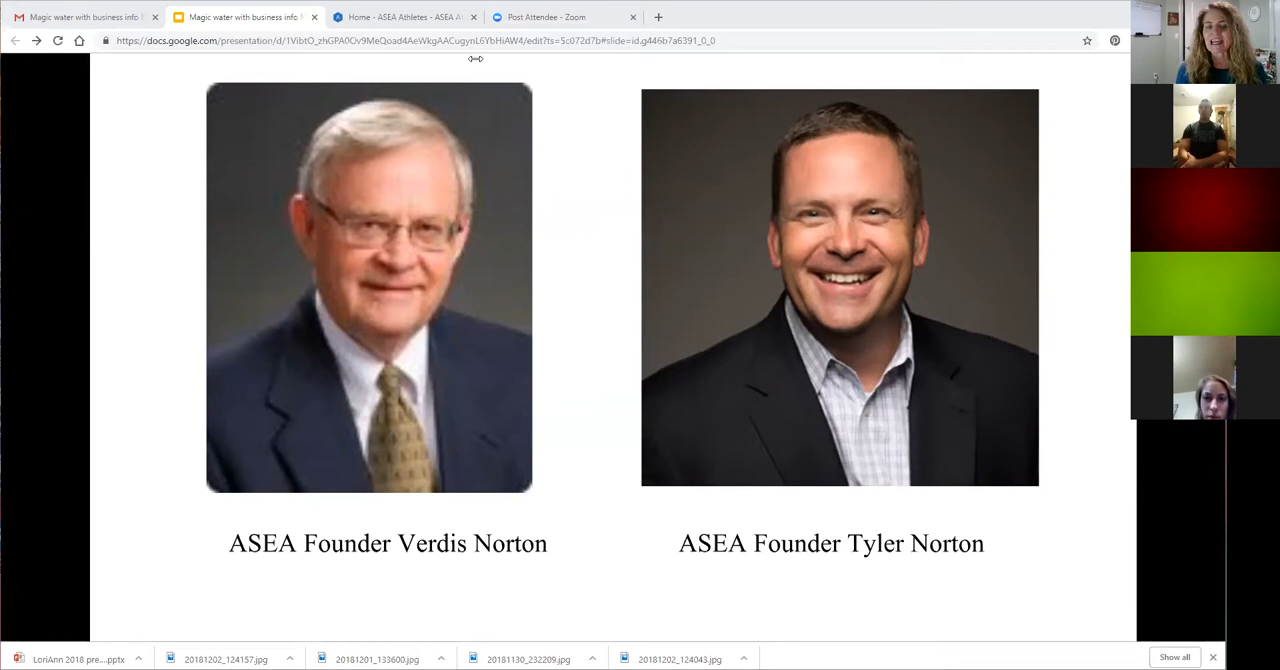 Magic water with business info
Magic water with business info
Home - ASEA Athletes - ASEA
Post Attendee - Zoom
ASEA Founder Verdis Norton
ASEA Founder Tyler Norton
LoriAnn 2018 pre....pptx
20181202_124157.jpg
20181201_133600.jpg
20181130_232209.jpg
20181202_124043.jpg
Show all